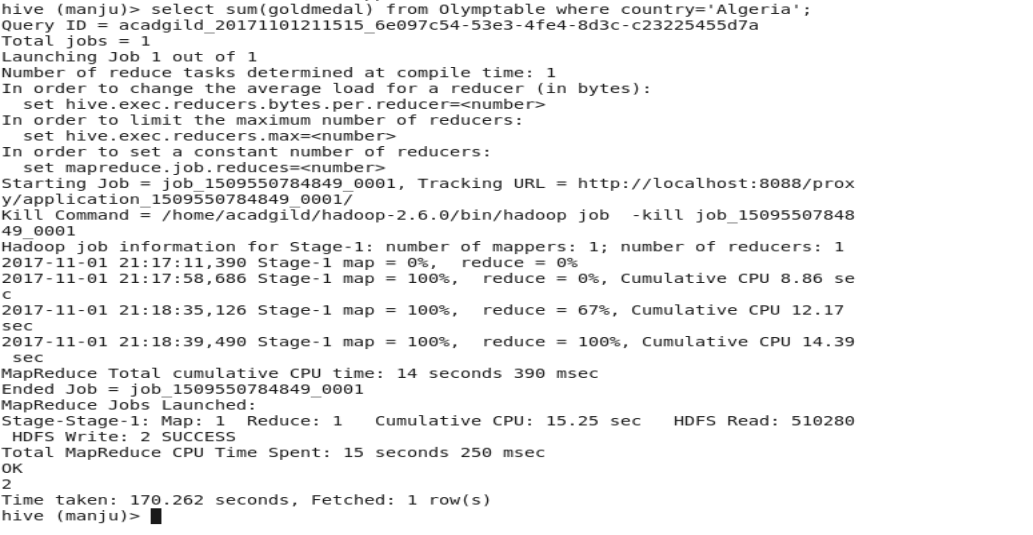 hive (manju)> select sum(goldmedal) from Olymptable where country='Algeria';
Query ID = acadgild_20171101211515_6e097c54-53e3-4fe4-8d3c-c23225455d7a
Total jobs = 1
Launching Job 1 out of 1
Number of reduce tasks determined at compile time: 1
In order to change the average load for a reducer (in bytes):
  set hive.exec.reducers.bytes.per.reducer=<number>
In order to limit the maximum number of reducers:
  set hive.exec.reducers.max=<number>
In order to set a constant number of reducers:
  set mapreduce.job.reduces=<number>
Starting Job = job_1509550784849_0001, Tracking URL = http://localhost:8088/prox
y/application_1509550784849_0001/
Kill Command = /home/acadgild/hadoop-2.6.0/bin/hadoop job  -kill job_15095507848
49_0001
Hadoop job information for Stage-1: number of mappers: 1; number of reducers: 1
2017-11-01 21:17:11,390 Stage-1 map = 0%,  reduce = 0%
2017-11-01 21:17:58,686 Stage-1 map = 100%,  reduce = 0%, Cumulative CPU 8.86 se
c
2017-11-01 21:18:35,126 Stage-1 map = 100%,  reduce = 67%, Cumulative CPU 12.17
sec
2017-11-01 21:18:39,490 Stage-1 map = 100%,  reduce = 100%, Cumulative CPU 14.39
 sec
MapReduce Total cumulative CPU time: 14 seconds 390 msec
Ended Job = job_1509550784849_0001
MapReduce Jobs Launched:
Stage-Stage-1: Map: 1  Reduce: 1   Cumulative CPU: 15.25 sec   HDFS Read: 510280
 HDFS Write: 2 SUCCESS
Total MapReduce CPU Time Spent: 15 seconds 250 msec
OK
2
Time taken: 170.262 seconds, Fetched: 1 row(s)
hive (manju)>